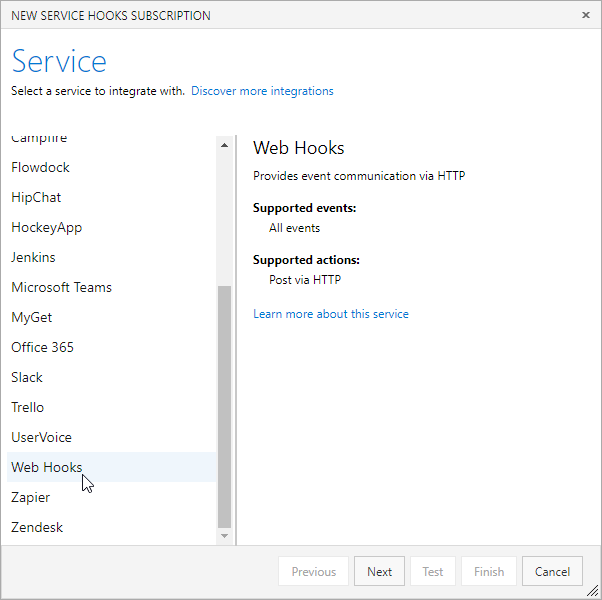 NEW SERVICE HOOKS SUBSCRIPTION
Service
Select a service to integrate with. Discover more integrations
Campfire
Flowdock
HipChat
HockeyApp
Jenkins
Microsoft Teams
MyGet
Office 365
Slack
Trello
UserVoice
Web Hooks
Zapier
Zendesk
Web Hooks
Provides event communication via HTTP
Supported events:
All events
Supported actions:
Post via HTTP
Learn more about this service
Previous Next Test Finish Cancel